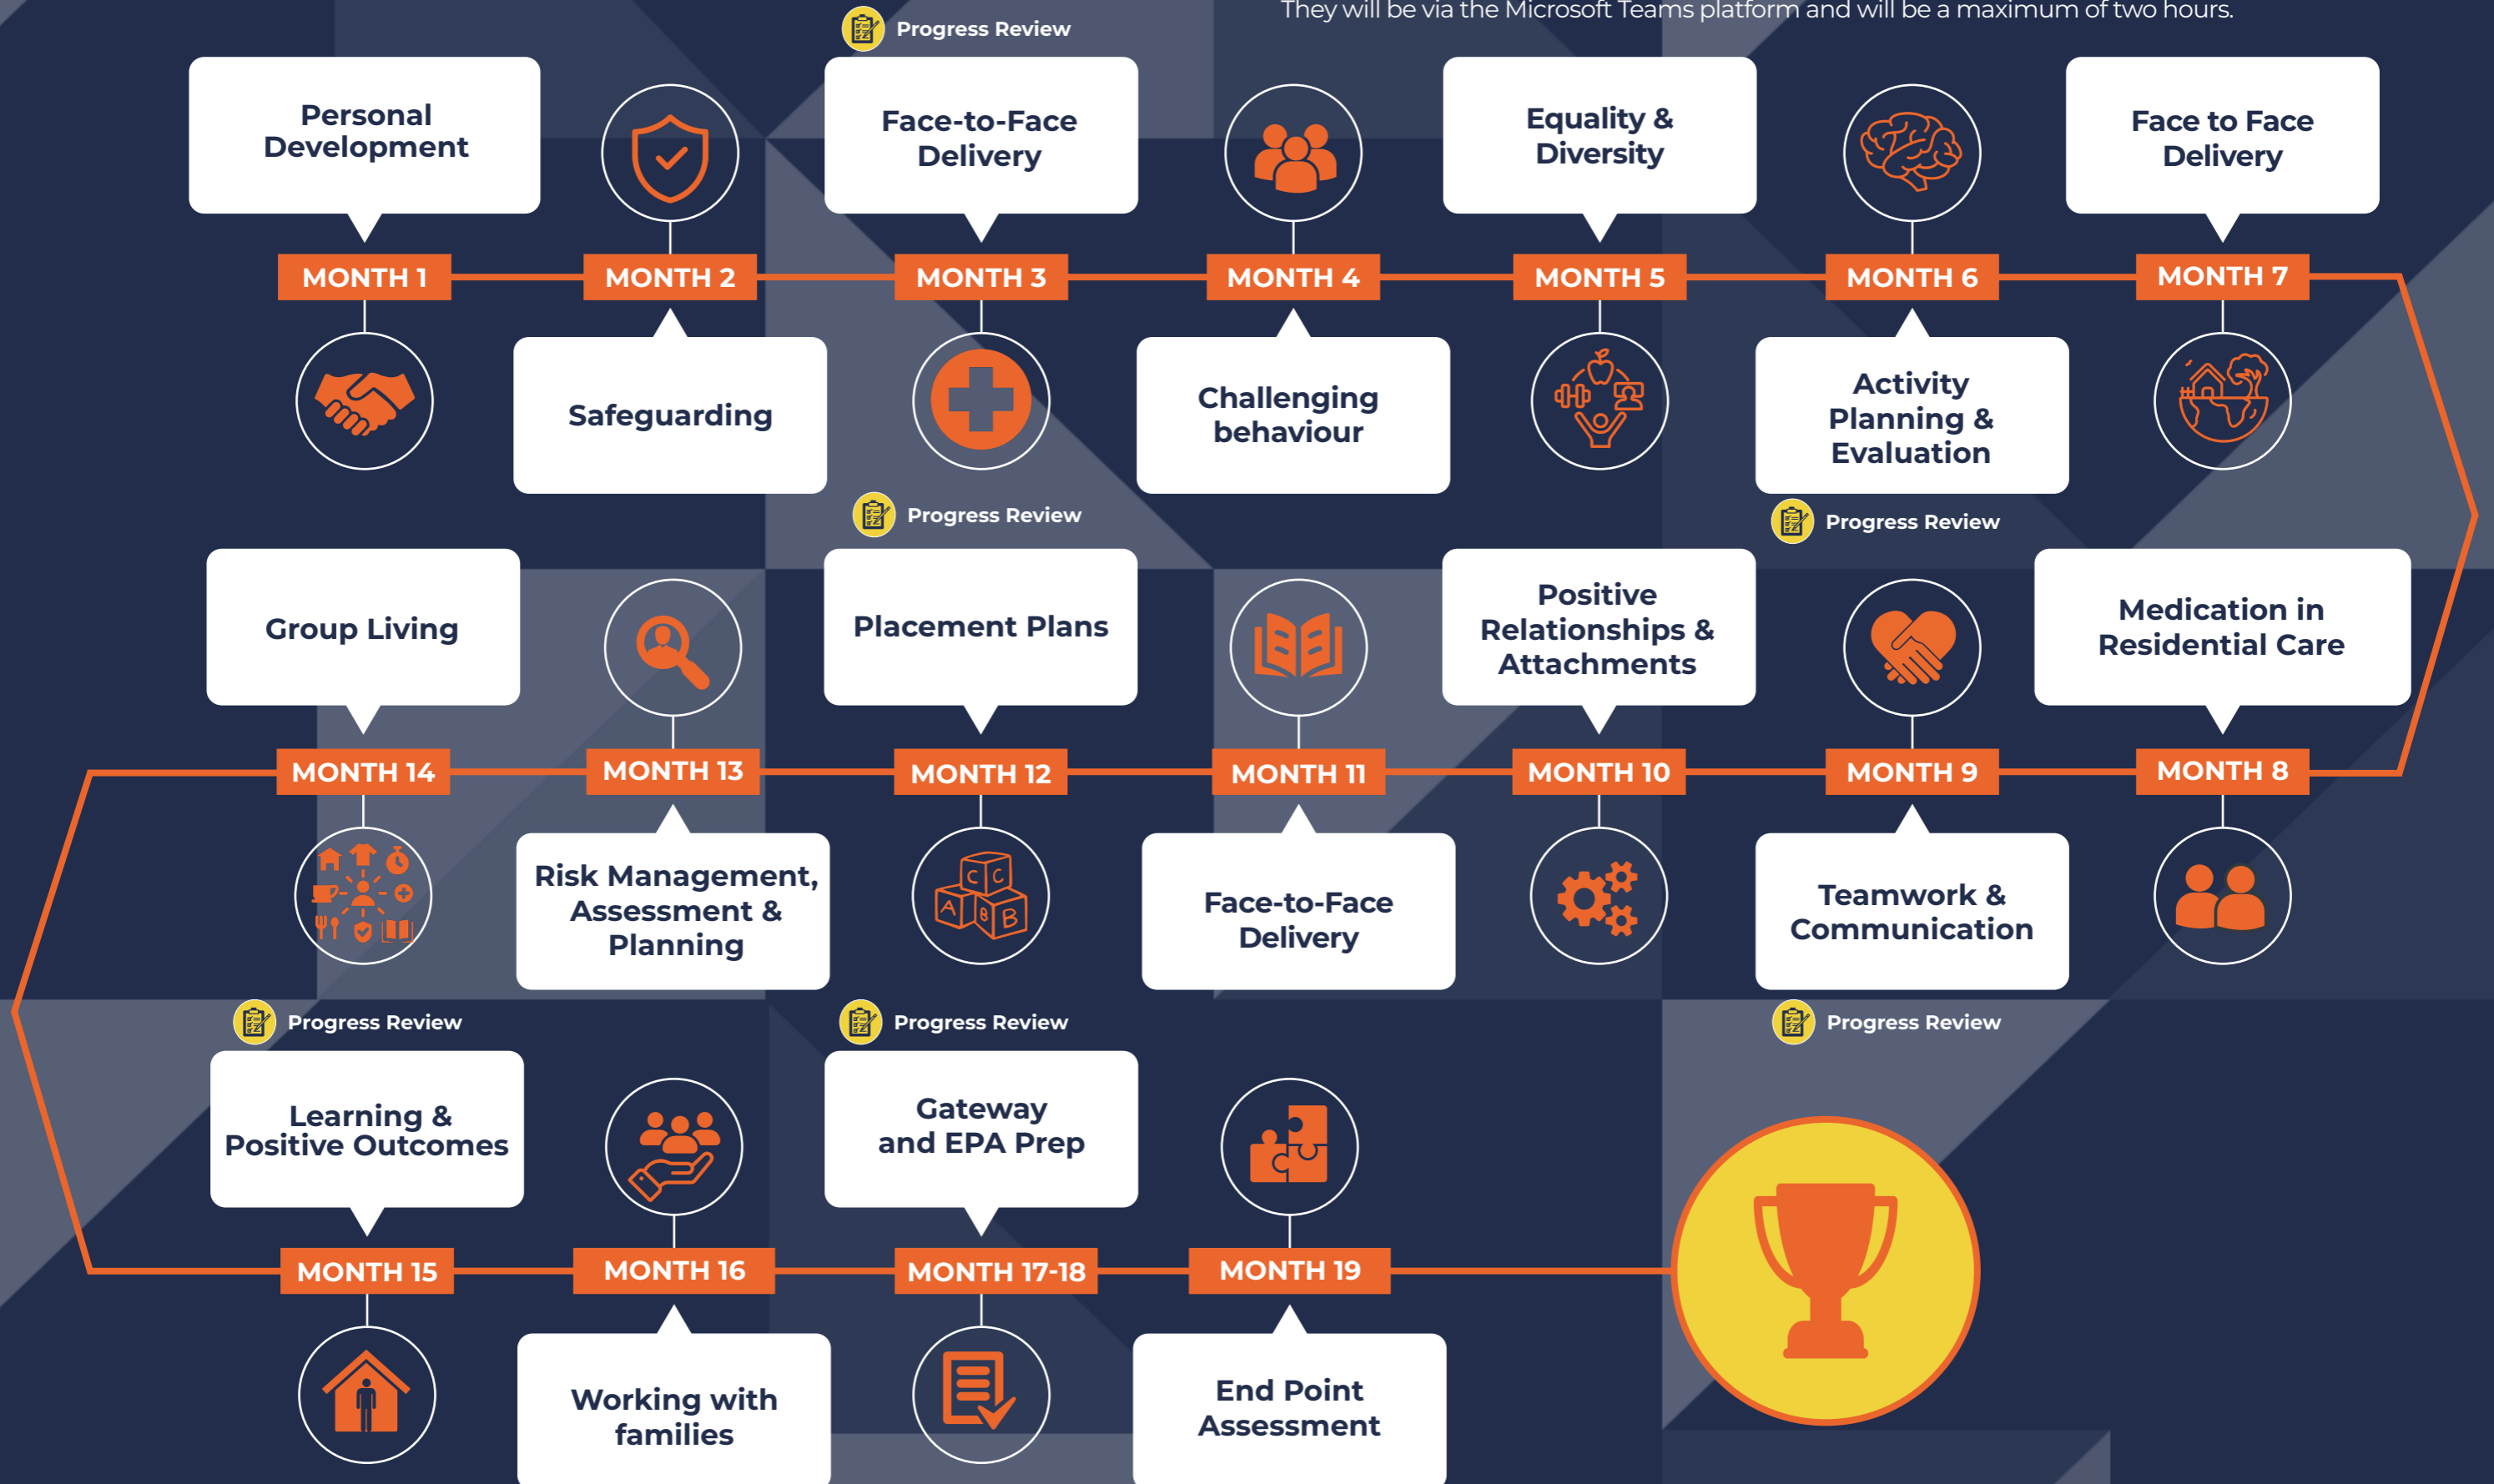 They will be via the Microsoft Teams platform and will be a maximum of two hours.
Progress Review
Personal
Development
Face-to-Face
Delivery
Equality &
Diversity
Face to Face
Delivery
MONTH 1
MONTH 2
MONTH 3
MONTH 4
MONTH 5
MONTH 6
MONTH 7
Safeguarding
Challenging
behaviour
Activity
Planning &
Evaluation
Progress Review
Progress Review
Group Living
Placement Plans
Positive
Relationships &
Attachments
Medication in
Residential Care
MONTH 14
MONTH 13
MONTH 12
MONTH 11
MONTH 10
MONTH 9
MONTH 8
Risk Management,
Assessment &
Planning
C C
A B B
Face-to-Face
Delivery
Teamwork &
Communication
Progress Review
Progress Review
Progress Review
Learning &
Positive Outcomes
Gateway
and EPA Prep
MONTH 15
MONTH 16
MONTH 17-18
MONTH 19
Working with
families
End Point
Assessment